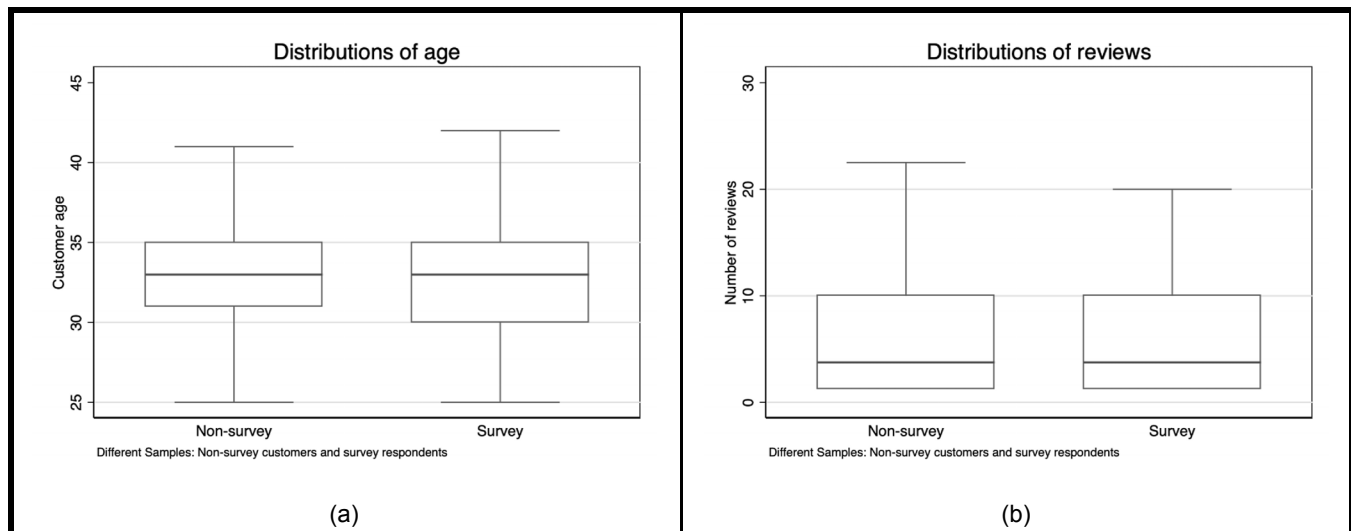 Distributions of age
45
40
35
30
25
Customer age
Non-survey
Survey
Different Samples: Non-survey customers and survey respondents
(a)
Distributions of reviews
30
20
10
0
Number of reviews
Non-survey
Survey
Different Samples: Non-survey customers and survey respondents
(b)